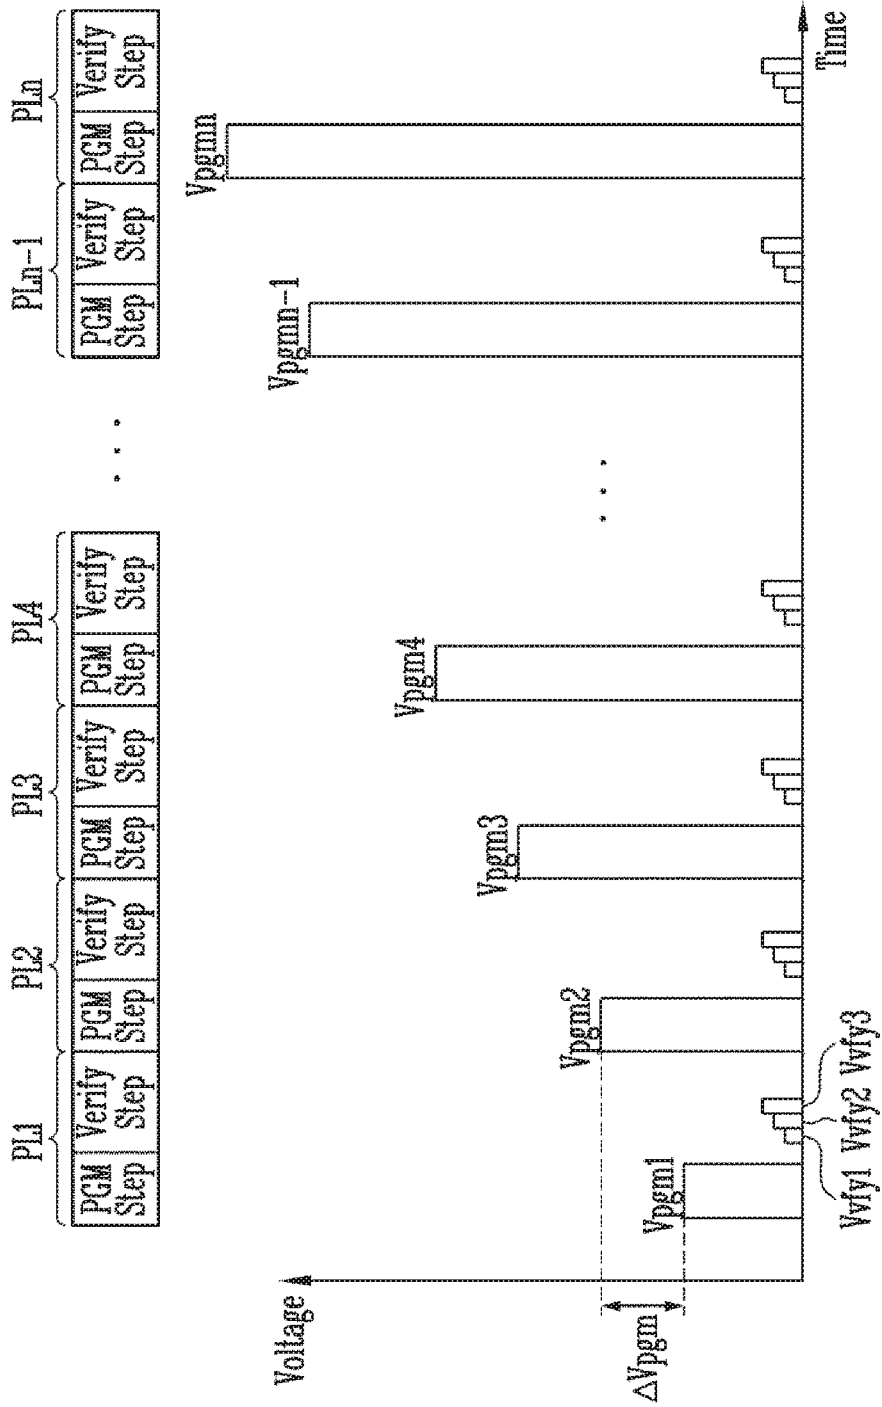 PL1
PL2
PL3
PL4
PLn-1
PLn
PGM Step
Verify Step
PGM Step
Verify Step
PGM Step
Verify Step
PGM Step
Verify Step
• • •
PGM Step
Verify Step
PGM Step
Verify Step
Voltage
ΔVpgm
Vpgm1
Vpgm2
Vpgm3
Vpgm4
• • •
Vpgmn-1
Vpgmn
Vvfy1 Vvfy2 Vvfy3
Time